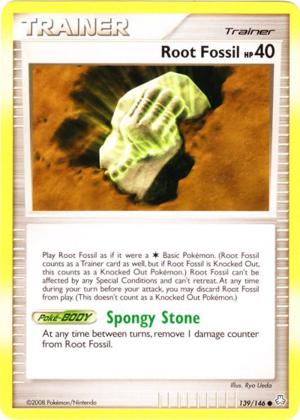 TRAINER
Trainer
Root Fossil HP 40
Illus. Ryo Ueda
Play Root Fossil as if it were a Basic Pokémon. (Root Fossil
counts as a Trainer card as well, but if Root Fossil is Knocked Out,
this counts as a Knocked Out Pokémon.) Root Fossil can't be
affected by any Special Conditions and can't retreat. At any time
during your turn before your attack, you may discard Root Fossil
from play. (This doesn't count as a Knocked Out Pokémon.)
Poké-BODY Spongy Stone
At any time between turns, remove 1 damage counter
from Root Fossil.
©2008 Pokémon/Nintendo
139/146